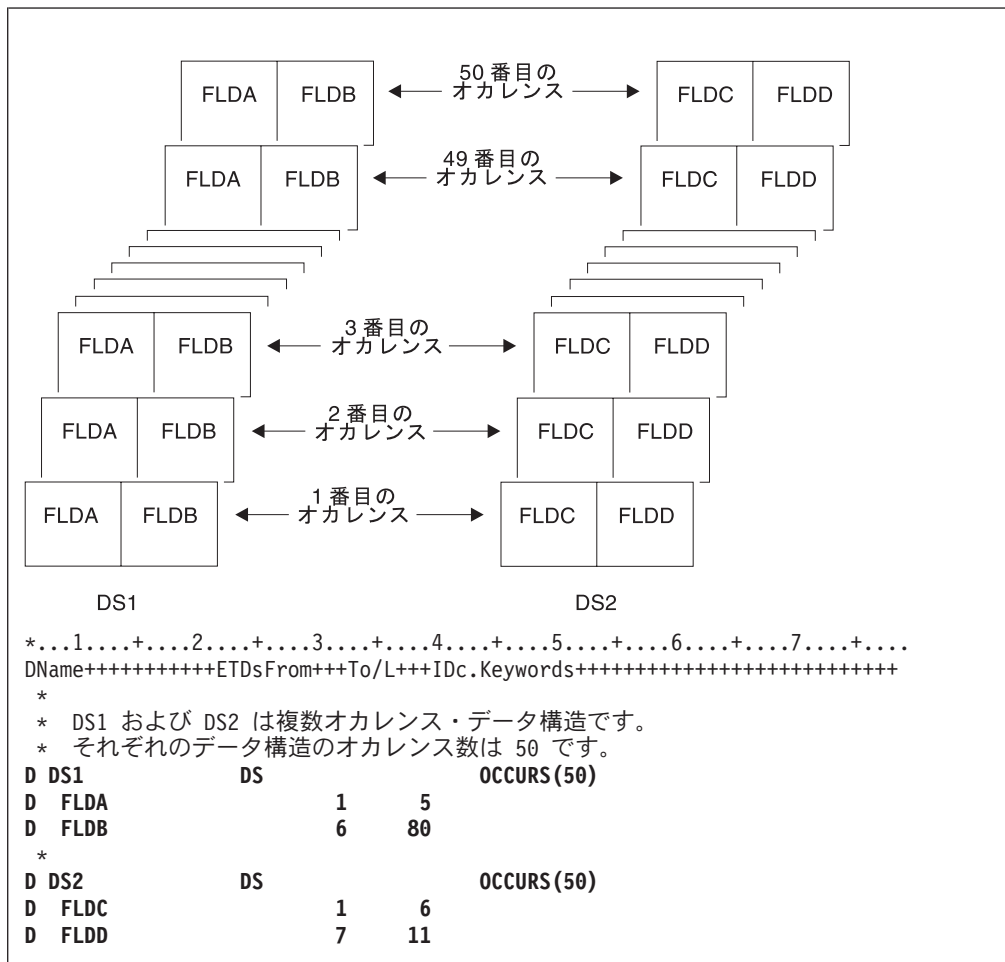 50 番目の
FLDA FLDB オカレンス FLDC FLDD
49 番目の
FLDA FLDB オカレンス FLDC FLDD
3 番目の
FLDA FLDB オカレンス FLDC FLDD
2 番目の
FLDA FLDB オカレンス FLDC FLDD
1 番目の
FLDA FLDB オカレンス FLDC FLDD
DS1 DS2
*...1....+....2....+....3....+....4....+....5....+....6....+....7....+....
DName+++++++++++ETDsFrom+++To/L+++IDc.Keywords+++++++++++++++++++++++++++
*
* DS1 および DS2 は複数オカレンス・データ構造です。
* それぞれのデータ構造のオカレンス数は 50 です。
D DS1 DS OCCURS(50)
D FLDA 1 5
D FLDB 6 80
*
D DS2 DS OCCURS(50)
D FLDC 1 6
D FLDD 7 11